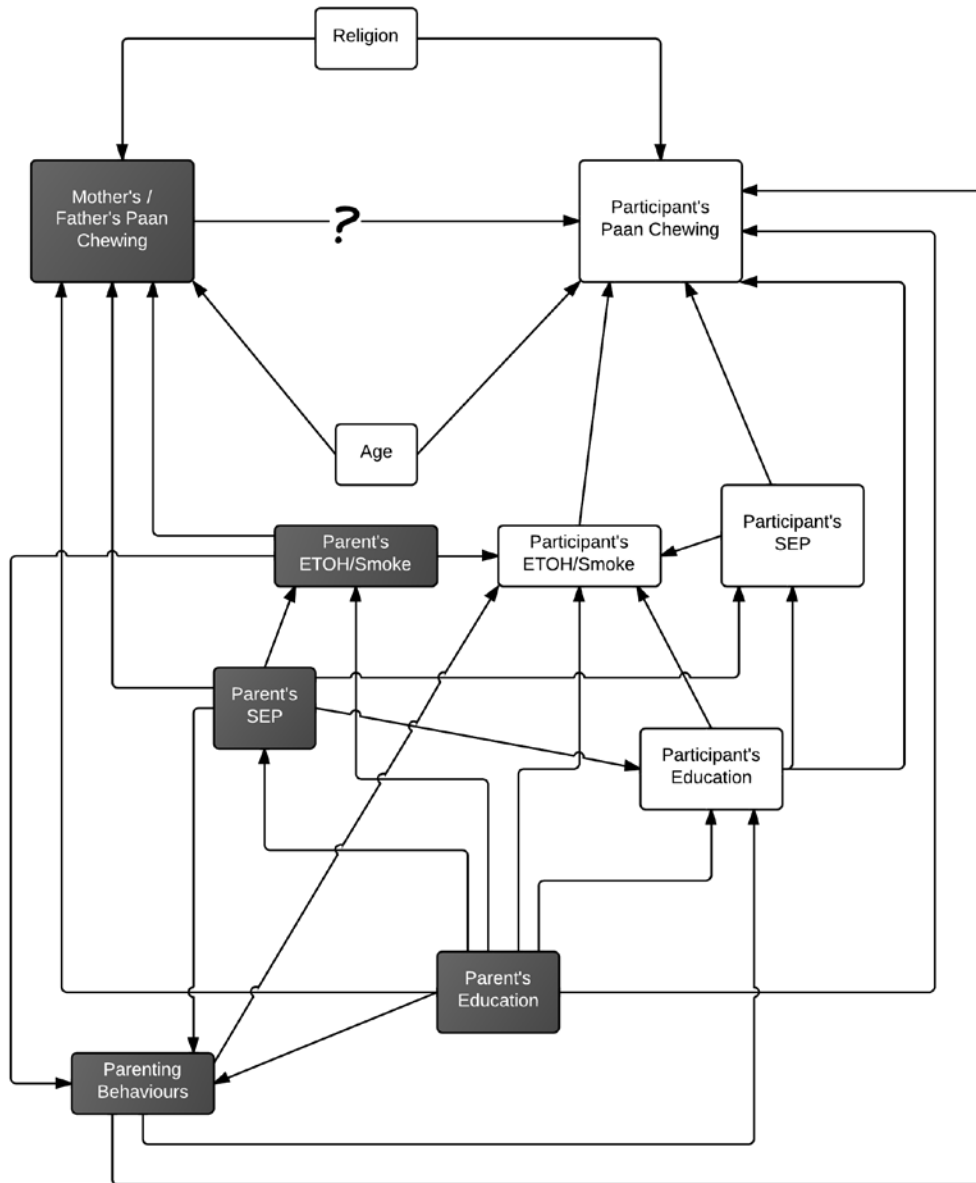 Religion
Mother's /
Father's Paan
Chewing
?
Participant's
Paan Chewing
Age
Parent's
ETOH/Smoke
Participant's
ETOH/Smoke
Participant's
SEP
Parent's
SEP
Participant's
Education
Parent's
Education
Parenting
Behaviours